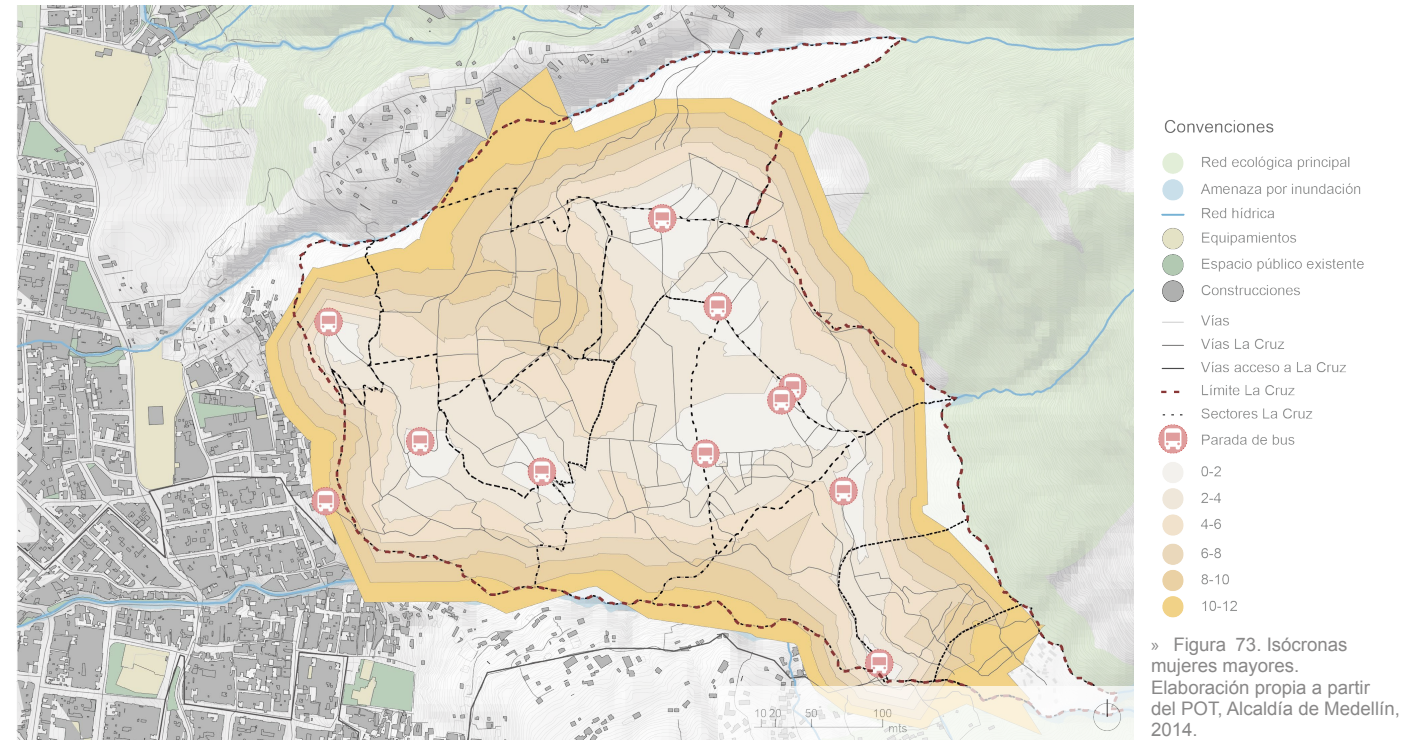 Convenciones
Red ecológica principal
Amenaza por inundación
Red hídrica
Equipamientos
Espacio público existente
Construcciones
Vías
Vías La Cruz
Vías acceso a La Cruz
Límite La Cruz
Sectores La Cruz
Parada de bus
0-2
2-4
4-6
6-8
8-10
10-12
» Figura 73. Isócronas
mujeres mayores.
Elaboración propia a partir
del POT, Alcaldía de Medellín,
2014.
10 20 50 100
mts